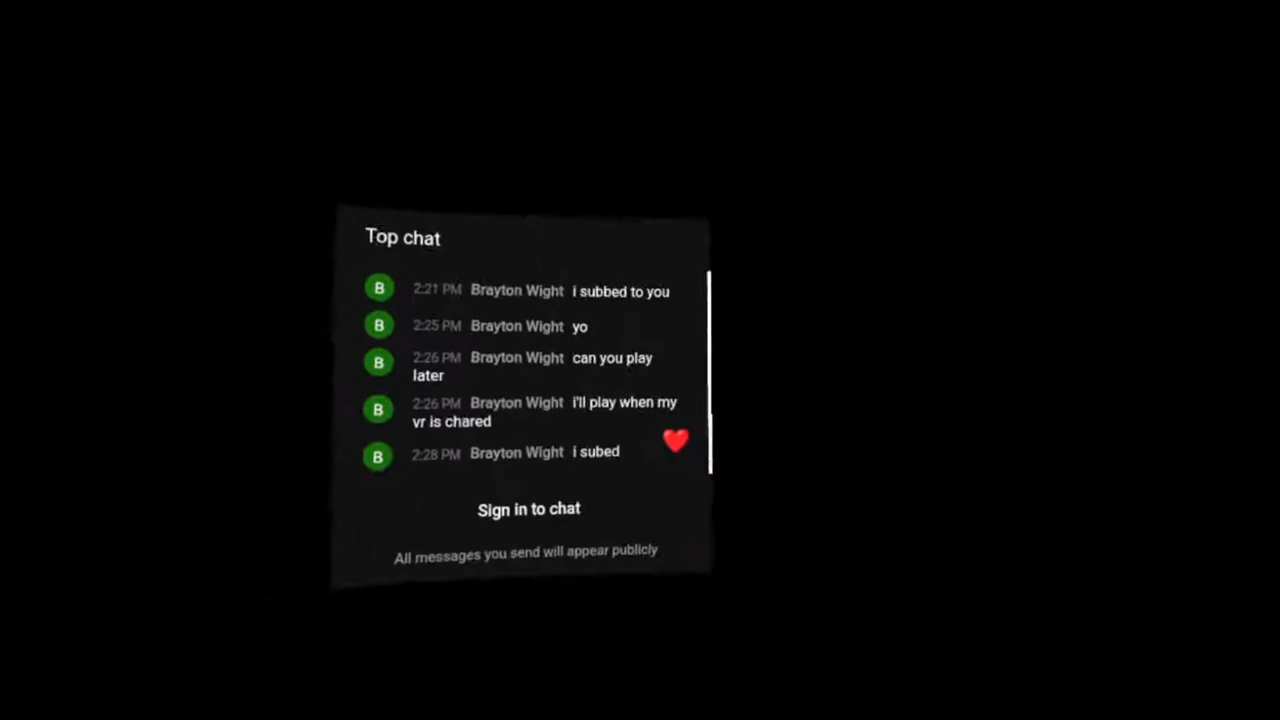 Top chat
B 2:21 PM Brayton Wight i subbed to you
B 2:25 PM Brayton Wight yo
B 2:26 PM Brayton Wight can you play
later
B 2:26 PM Brayton Wight i'll play when my
vr is chared
B 2:28 PM Brayton Wight i subed
Sign in to chat
All messages you send will appear publicly